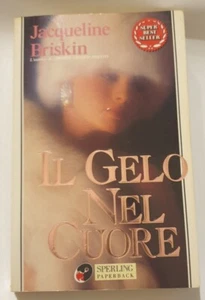 Jacqueline
Briskin
SUPER
BEST
SELLER
IL GELO
NEL
CUORE
SPERLING
PAPERBACK